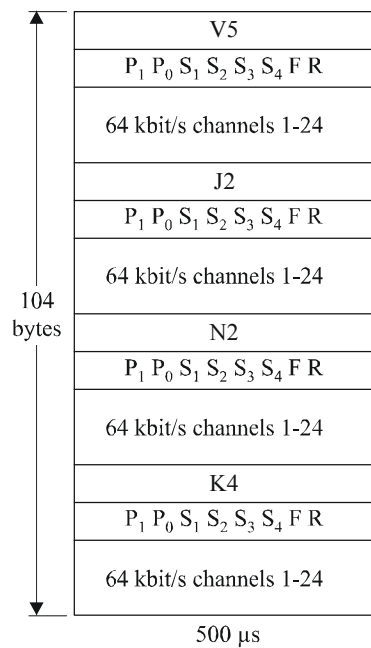 V5
P₁ P₀ S₁ S₂ S₃ S₄ F R
64 kbit/s channels 1-24
J2
P₁ P₀ S₁ S₂ S₃ S₄ F R
64 kbit/s channels 1-24
104
bytes
N2
P₁ P₀ S₁ S₂ S₃ S₄ F R
64 kbit/s channels 1-24
K4
P₁ P₀ S₁ S₂ S₃ S₄ F R
64 kbit/s channels 1-24
500 µs